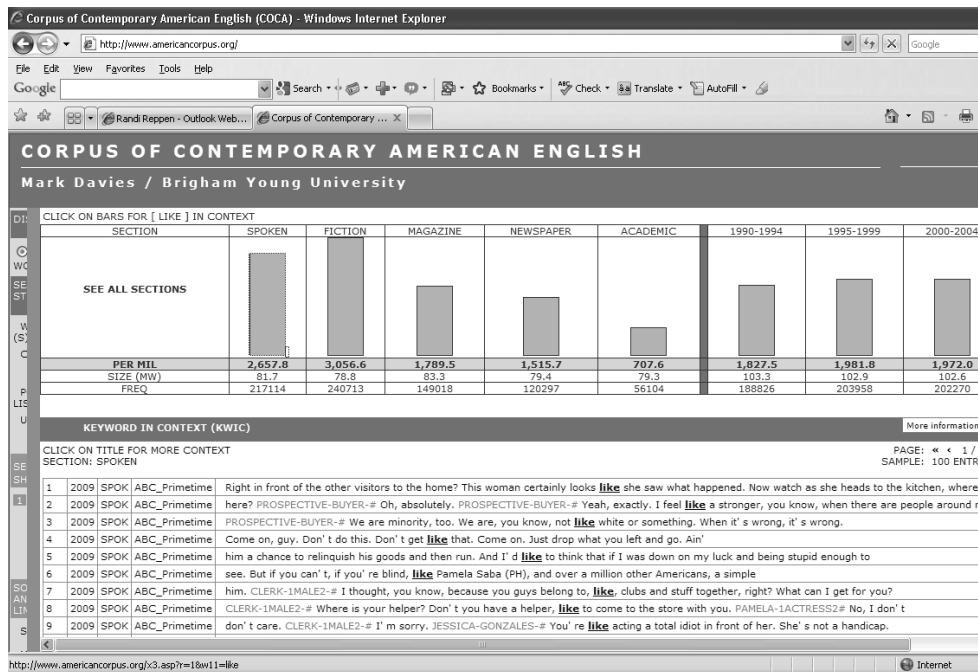 Corpus of Contemporary American English (COCA) - Windows Internet Explorer
http://www.americancorpus.org/ Google
File Edit View Favorites Tools Help
Google Search Bookmarks Check Translate AutoFill
Randi Reppen - Outlook Web... Corpus of Contemporary ... X
CORPUS OF CONTEMPORARY AMERICAN ENGLISH
Mark Davies / Brigham Young University
CLICK ON BARS FOR [ LIKE ] IN CONTEXT
SECTION SPOKEN FICTION MAGAZINE NEWSPAPER ACADEMIC 1990-1994 1995-1999 2000-2004
SEE ALL SECTIONS
PER MIL 2,657.8 3,056.6 1,789.5 1,515.7 707.6 1,827.5 1,981.8 1,972.0
SIZE (MW) 81.7 78.8 83.3 79.4 79.3 103.3 102.9 102.6
FREQ 217114 240713 149018 120297 56104 188826 203958 202270
KEYWORD IN CONTEXT (KWIC) More information
CLICK ON TITLE FOR MORE CONTEXT PAGE: « < 1 /
SECTION: SPOKEN SAMPLE: 100 ENTR
1 2009 SPOK ABC_Primetime Right in front of the other visitors to the home? This woman certainly looks like she saw what happened. Now watch as she heads to the kitchen, where
2 2009 SPOK ABC_Primetime here? PROSPECTIVE-BUYER-# Oh, absolutely. PROSPECTIVE-BUYER-# Yeah, exactly. I feel like a stronger, you know, when there are people around
3 2009 SPOK ABC_Primetime PROSPECTIVE-BUYER-# We are minority, too. We are, you know, not like white or something. When it' s wrong, it' s wrong.
4 2009 SPOK ABC_Primetime Come on, guy. Don' t do this. Don' t get like that. Come on. Just drop what you left and go. Ain'
5 2009 SPOK ABC_Primetime him a chance to relinquish his goods and then run. And I' d like to think that if I was down on my luck and being stupid enough to
6 2009 SPOK ABC_Primetime see. But if you can' t, if you' re blind, like Pamela Saba (PH), and over a million other Americans, a simple
7 2009 SPOK ABC_Primetime him. CLERK-1MALE2-# I thought, you know, because you guys belong to, like, clubs and stuff together, right? What can I get for you?
8 2009 SPOK ABC_Primetime CLERK-1MALE2-# Where is your helper? Don' t you have a helper, like to come to the store with you. PAMELA-1ACTRESS2# No, I don' t
9 2009 SPOK ABC_Primetime don' t care. CLERK-1MALE2-# I' m sorry. JESSICA-GONZALES-# You' re like acting a total idiot in front of her. She' s not a handicap.
http://www.americancorpus.org/x3.asp?r=1&w11=like Internet